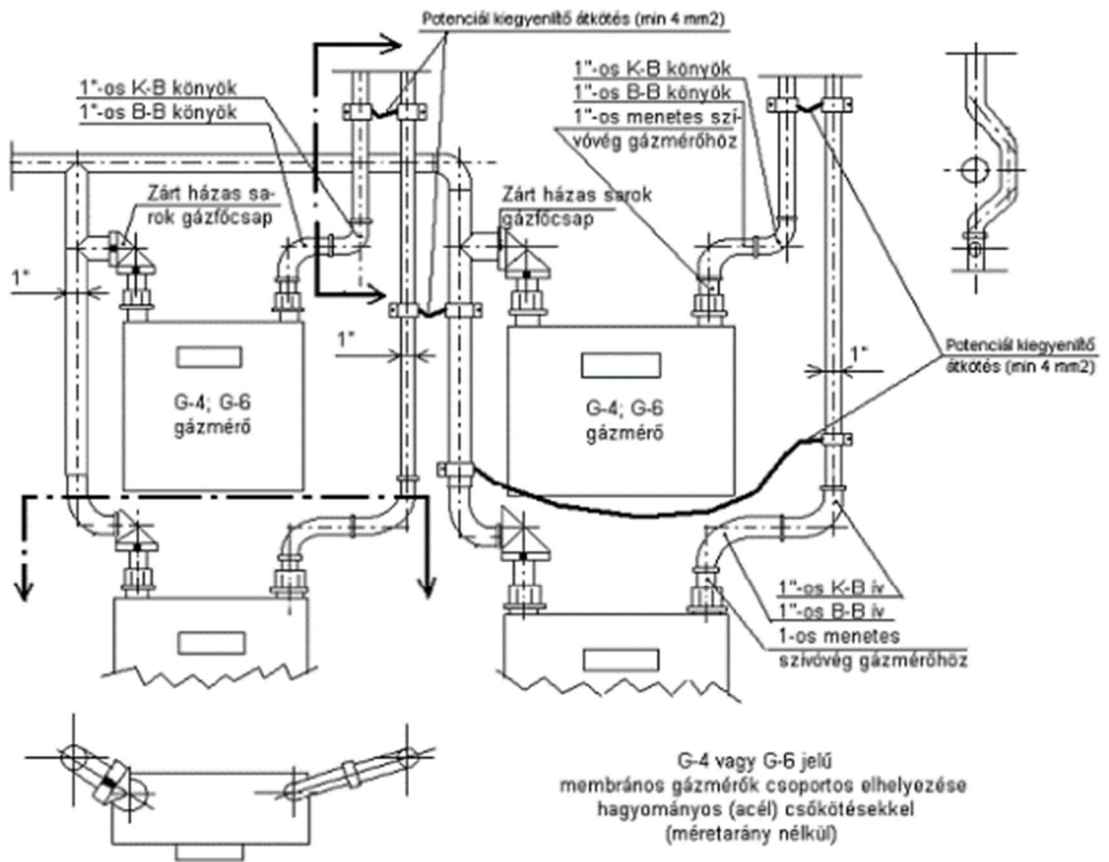 Potenciál kiegyenlítő átkötés (min 4 mm2)
1"-os K-B könyök
1"-os B-B könyök
1"-os K-B könyök
1"-os B-B könyök
1"-os menetes szí-
vóvég gázmérőhöz
Zárt házas sa-
rok gázfőcsap
Zárt házas sarok
gázfőcsap
1"
1"
1"
Potenciál kiegyenlítő
átkötés (min 4 mm2)
G-4; G-6
gázmérő
G-4; G-6
gázmérő
1"-os K-B ív
1"-os B-B ív
1-os menetes
szívóvég gázmérőhöz
G-4 vagy G-6 jelű
membrános gázmérők csoportos elhelyezése
hagyományos (acél) csőkötésekkel
(méretarány nélkül)